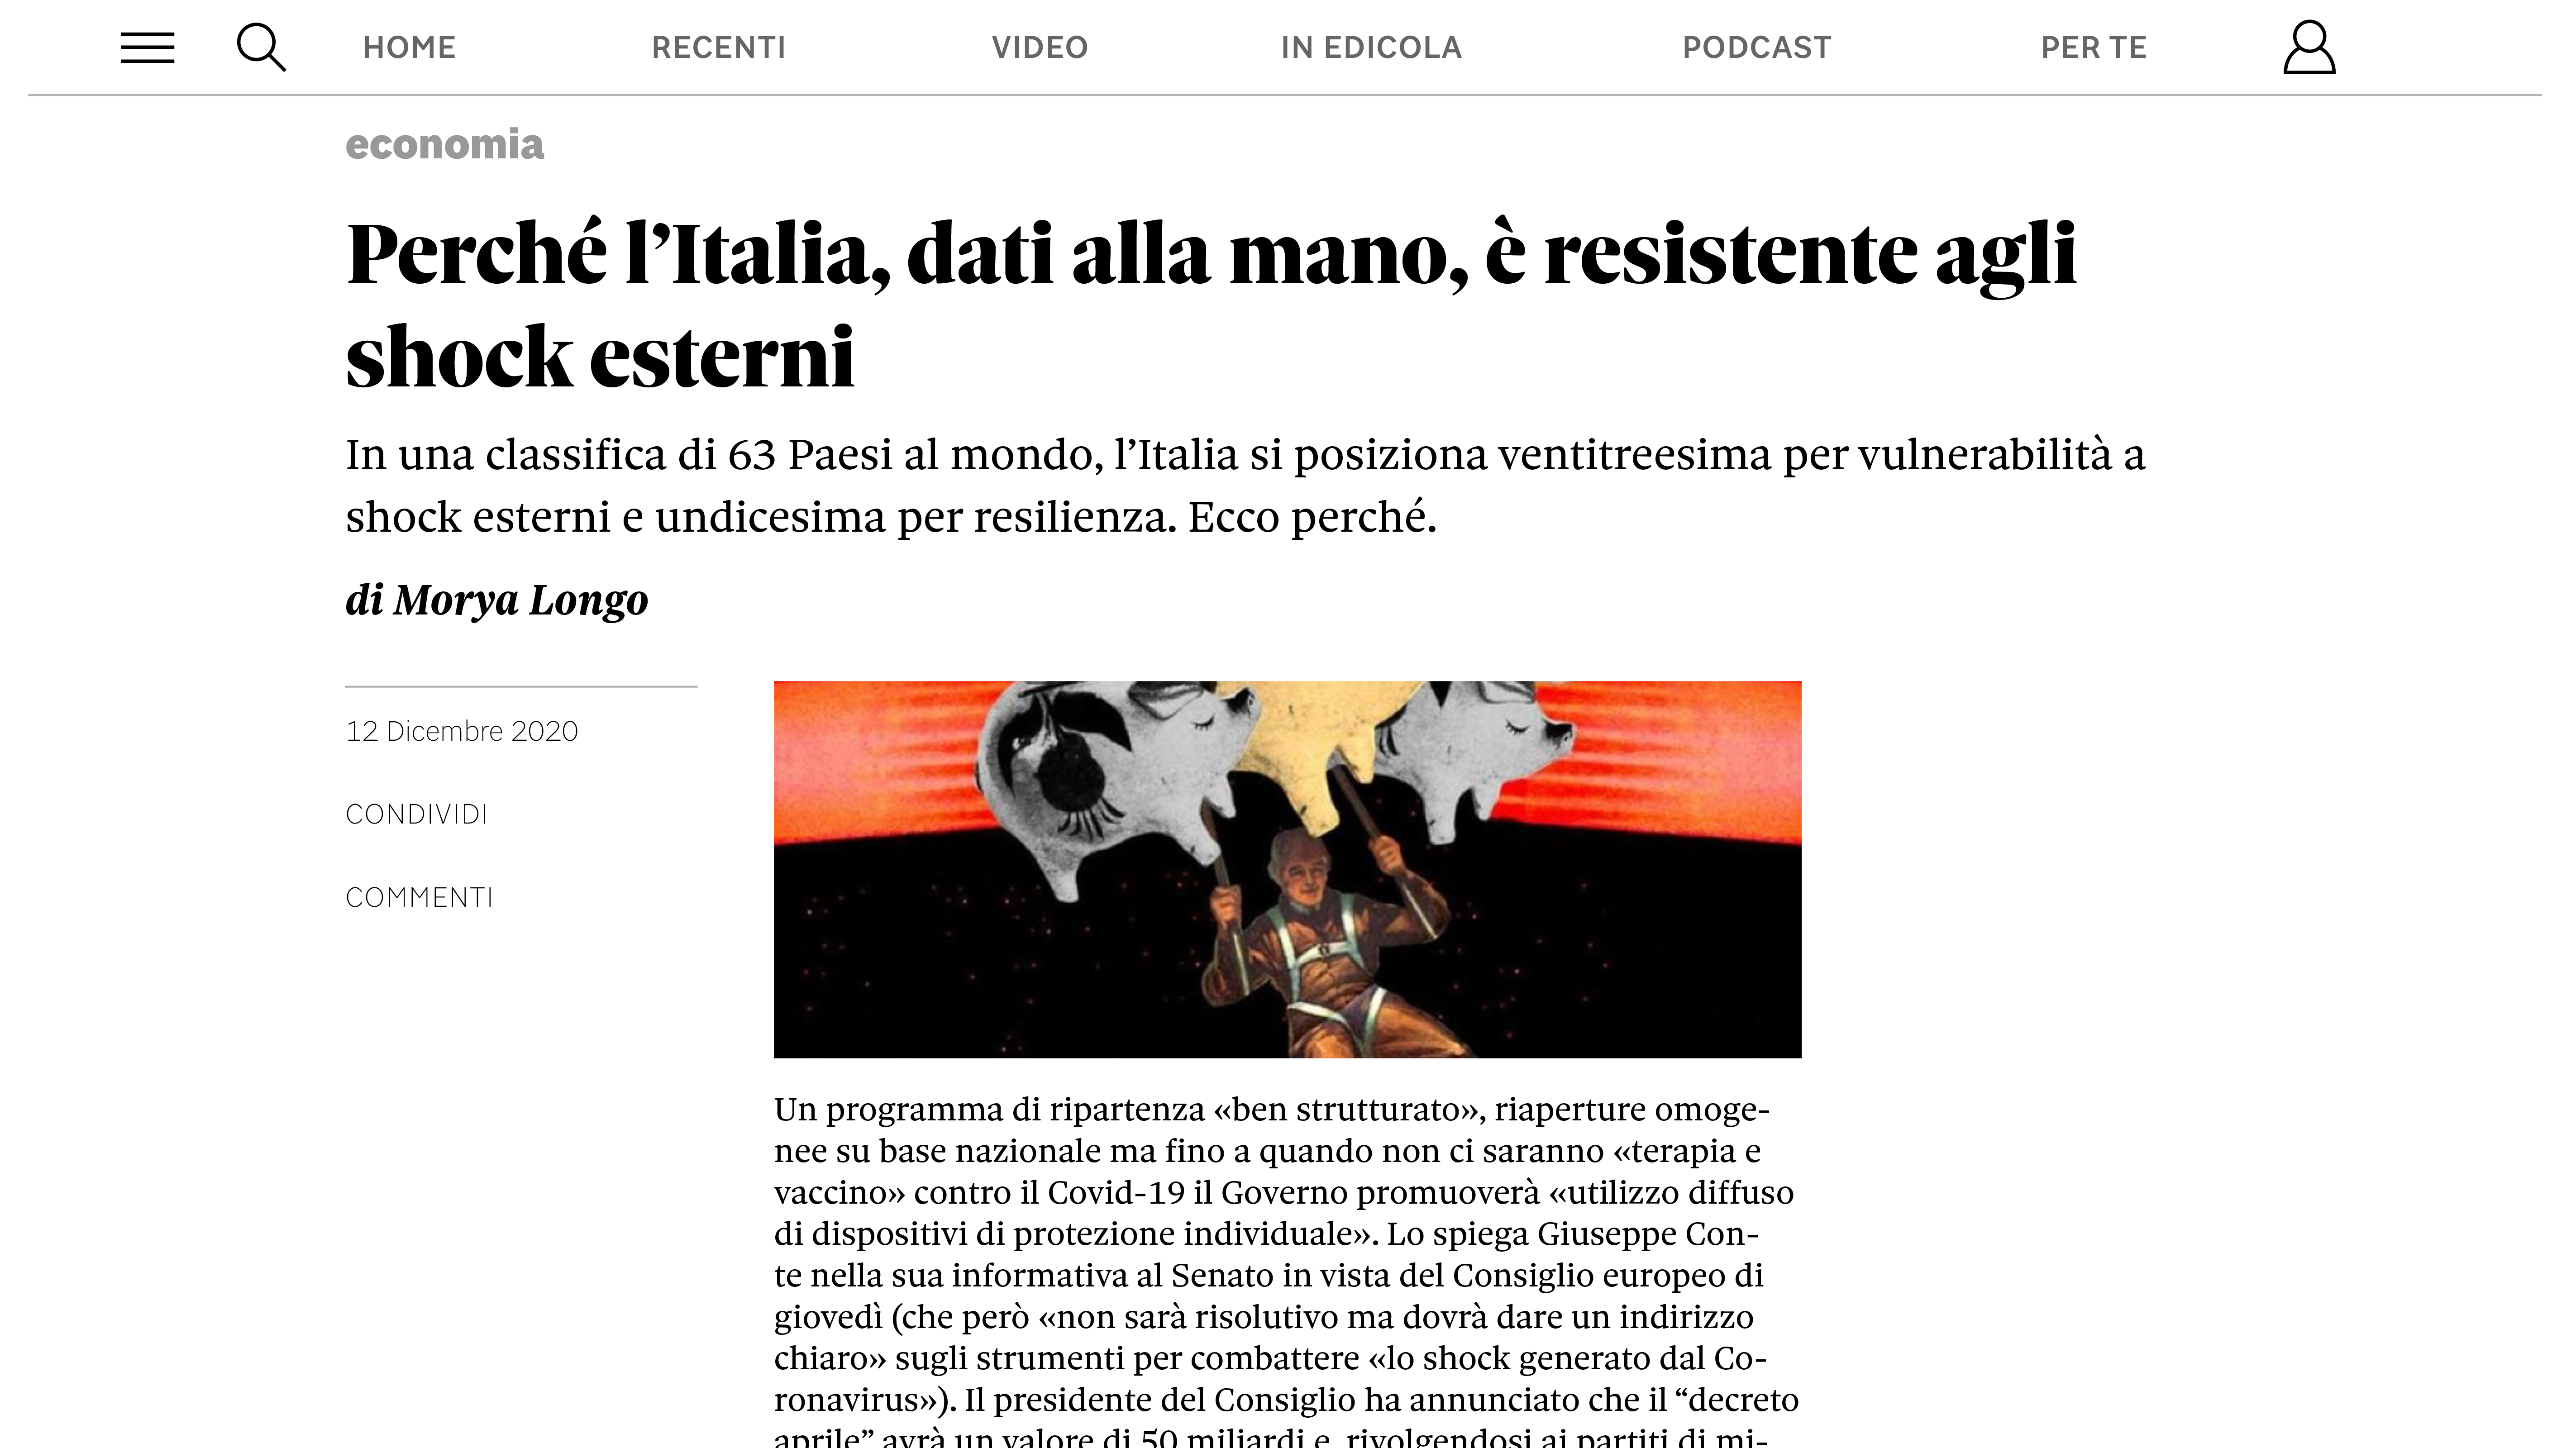 HOME RECENTI VIDEO IN EDICOLA PODCAST PER TE
economia
Perché l’Italia, dati alla mano, è resistente agli
shock esterni
In una classifica di 63 Paesi al mondo, l’Italia si posiziona ventitreesima per vulnerabilità a
shock esterni e undicesima per resilienza. Ecco perché.
di Morya Longo
12 Dicembre 2020
CONDIVIDI
COMMENTI
Un programma di ripartenza «ben strutturato», riaperture omoge-
nee su base nazionale ma fino a quando non ci saranno «terapia e
vaccino» contro il Covid-19 il Governo promuoverà «utilizzo diffuso
di dispositivi di protezione individuale». Lo spiega Giuseppe Con-
te nella sua informativa al Senato in vista del Consiglio europeo di
giovedì (che però «non sarà risolutivo ma dovrà dare un indirizzo
chiaro» sugli strumenti per combattere «lo shock generato dal Co-
ronavirus»). Il presidente del Consiglio ha annunciato che il “decreto
aprile” avrà un valore di 50 miliardi e, rivolgendosi ai partiti di mi-